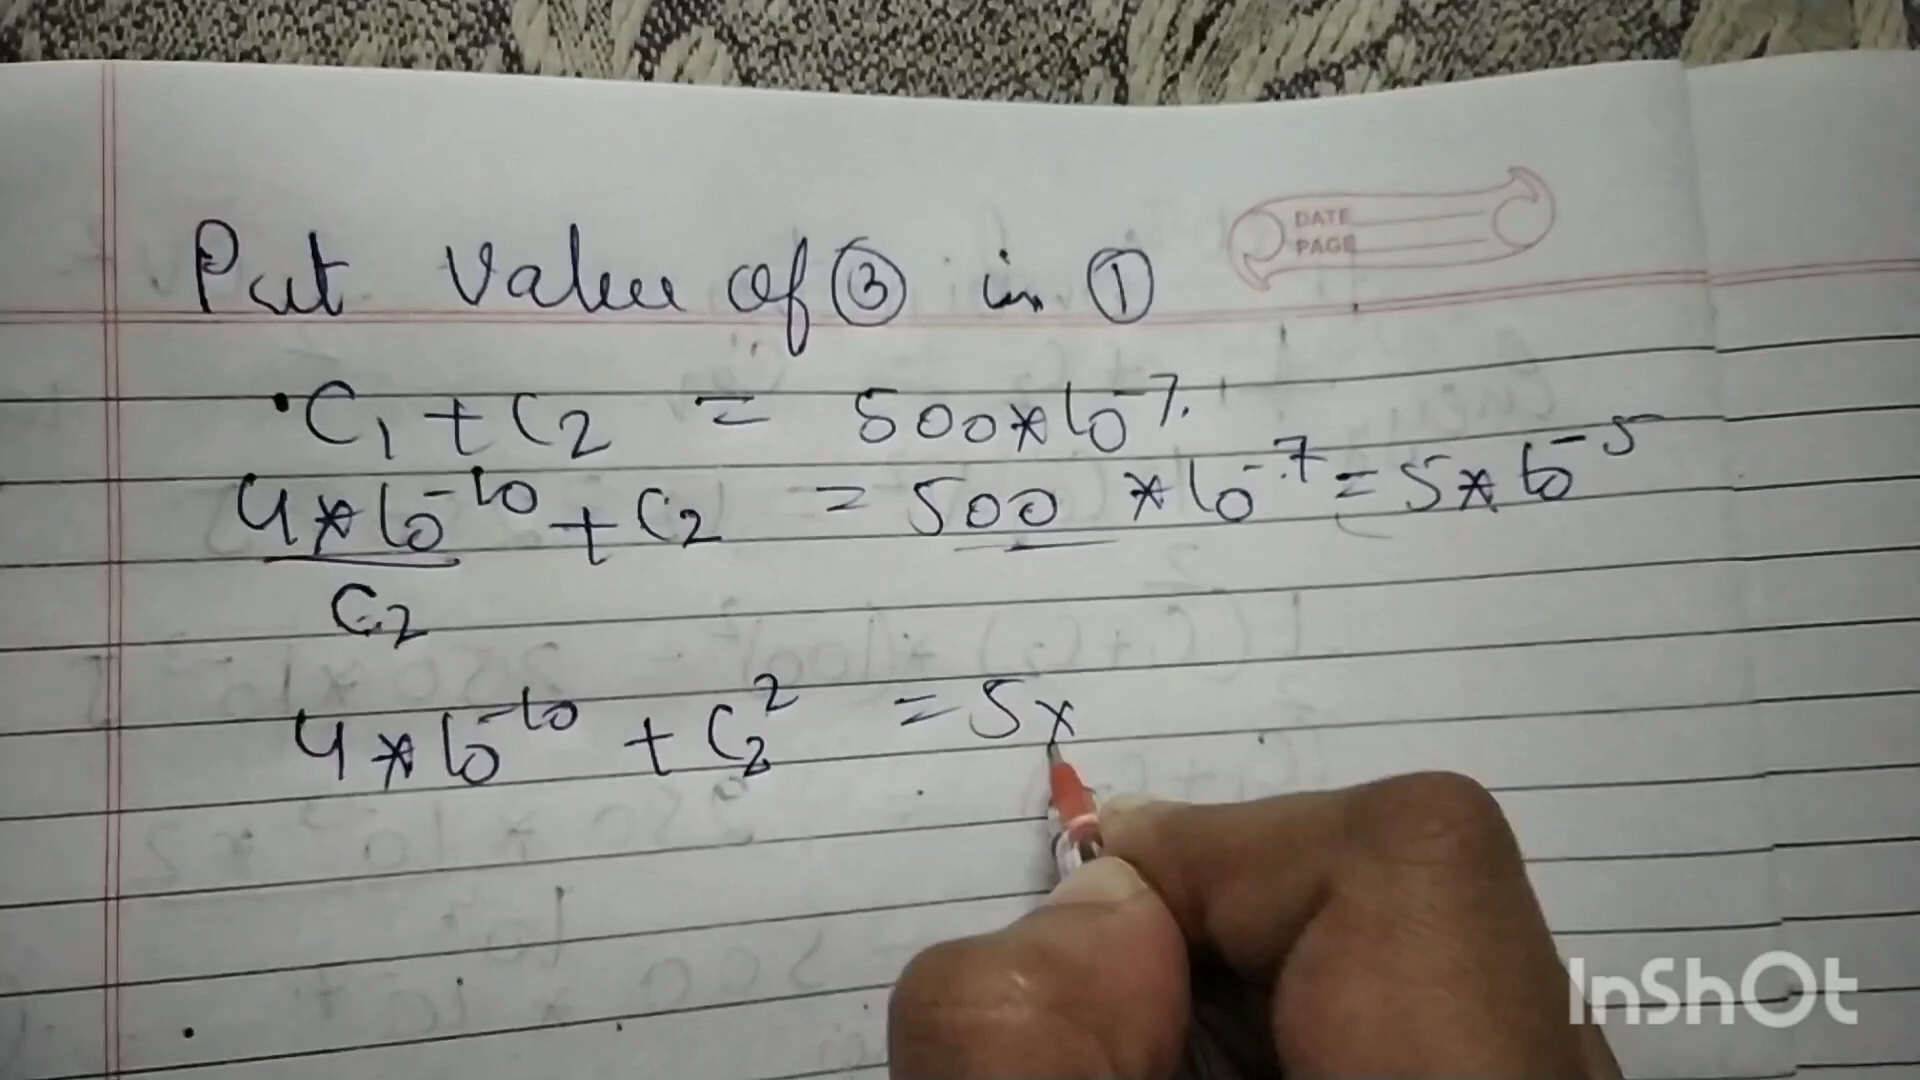 DATE
PAGE
Put Value of ③ in ①
C₁ + C₂ = 500*10⁻⁷
4*10⁻¹⁰ + C₂ = 500 *10⁻⁷ = 5*10⁻⁵
C₂
4*10⁻¹⁰ + C₂² = 5*
InShOt